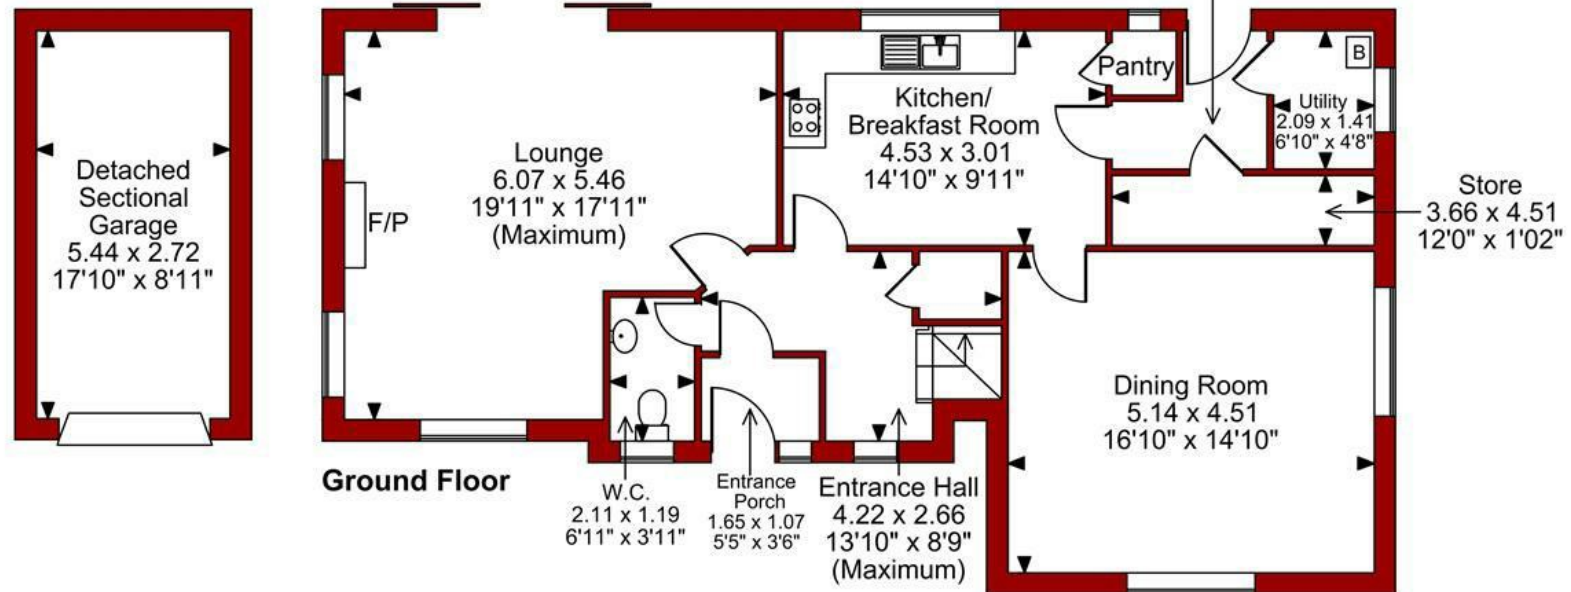 Detached
Sectional
Garage
5.44 x 2.72
17'10" x 8'11"
F/P
Lounge
6.07 x 5.46
19'11" x 17'11"
(Maximum)
Kitchen/
Breakfast Room
4.53 x 3.01
14'10" x 9'11"
Pantry
B
Utility
2.09 x 1.41
6'10" x 4'8"
Store
3.66 x 4.51
12'0" x 1'02"
Dining Room
5.14 x 4.51
16'10" x 14'10"
Ground Floor
W.C.
2.11 x 1.19
6'11" x 3'11"
Entrance
Porch
1.65 x 1.07
5'5" x 3'6"
Entrance Hall
4.22 x 2.66
13'10" x 8'9"
(Maximum)